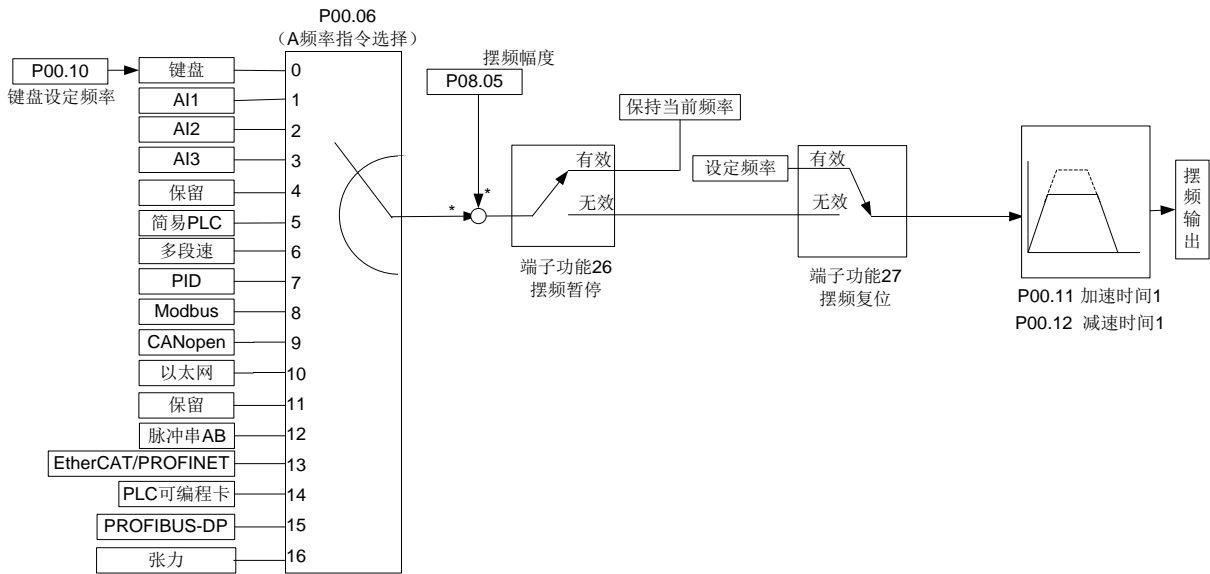 P00.06
（A频率指令选择）
P00.10
键盘设定频率
键盘
0
AI1
1
AI2
2
AI3
3
保留
4
简易PLC
5
多段速
6
PID
7
Modbus
8
CANopen
9
以太网
10
保留
11
脉冲串AB
12
EtherCAT/PROFINET
13
PLC可编程卡
14
PROFIBUS-DP
15
张力
16
摆频幅度
P08.05
*
*
保持当前频率
有效
无效
端子功能26
摆频暂停
设定频率
有效
无效
端子功能27
摆频复位
P00.11 加速时间1
P00.12 减速时间1
摆频输出